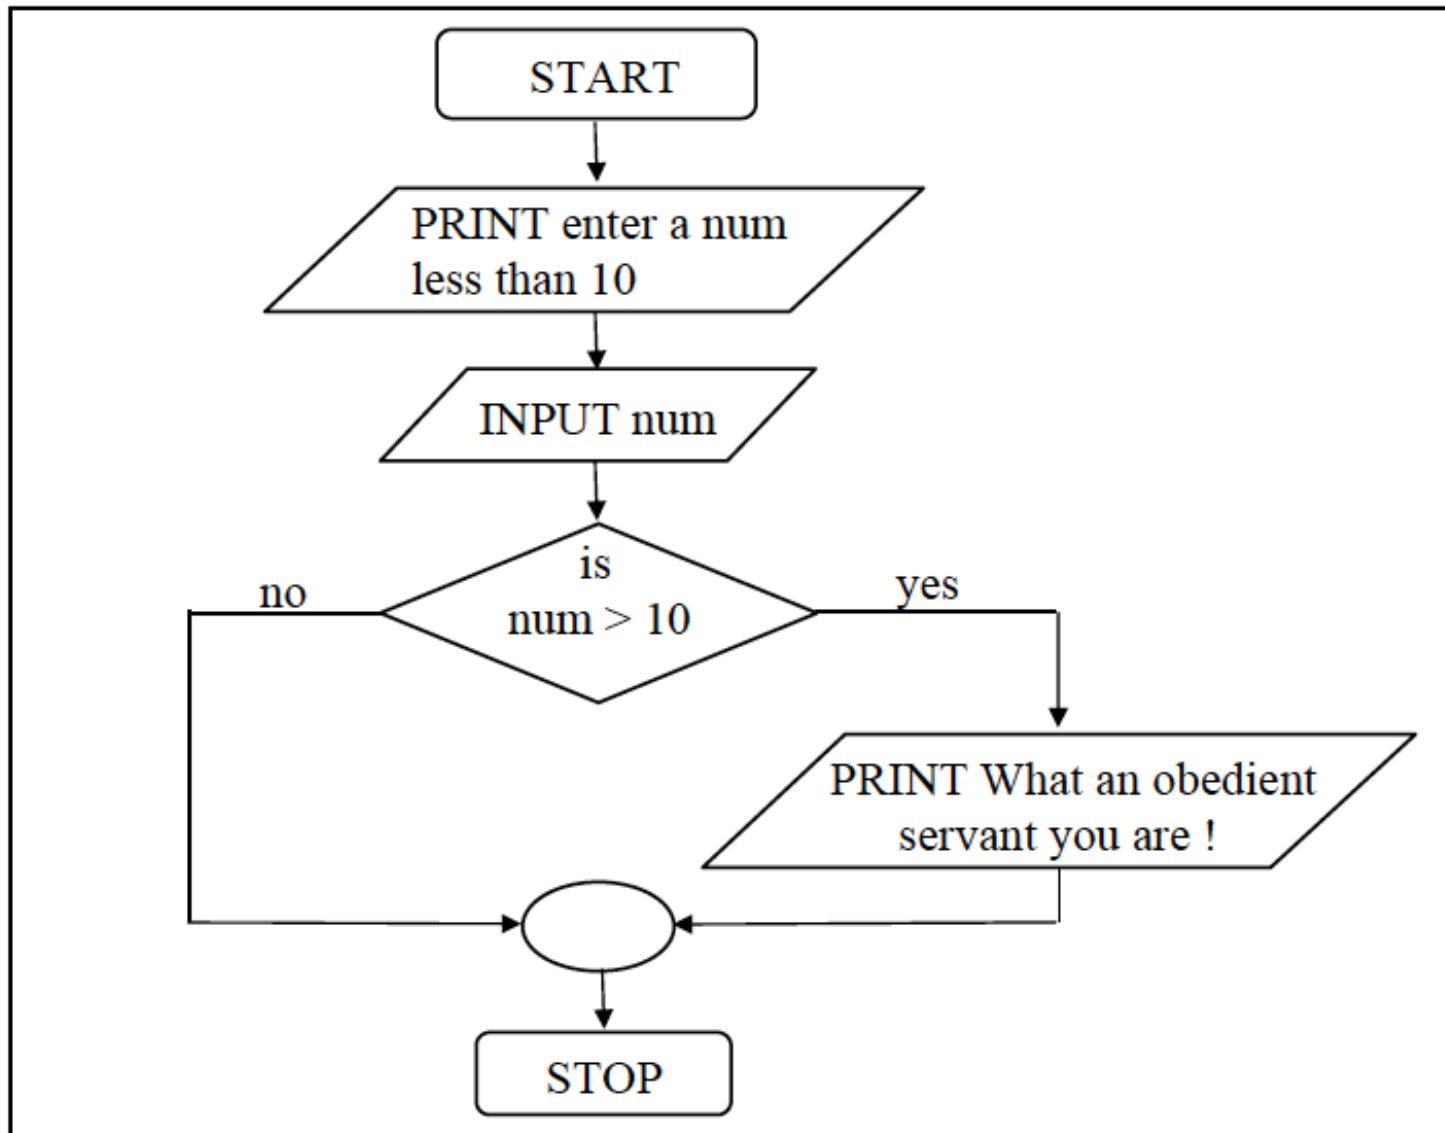 START
PRINT enter a num
less than 10
INPUT num
is
num > 10
no
yes
PRINT What an obedient
servant you are !
STOP